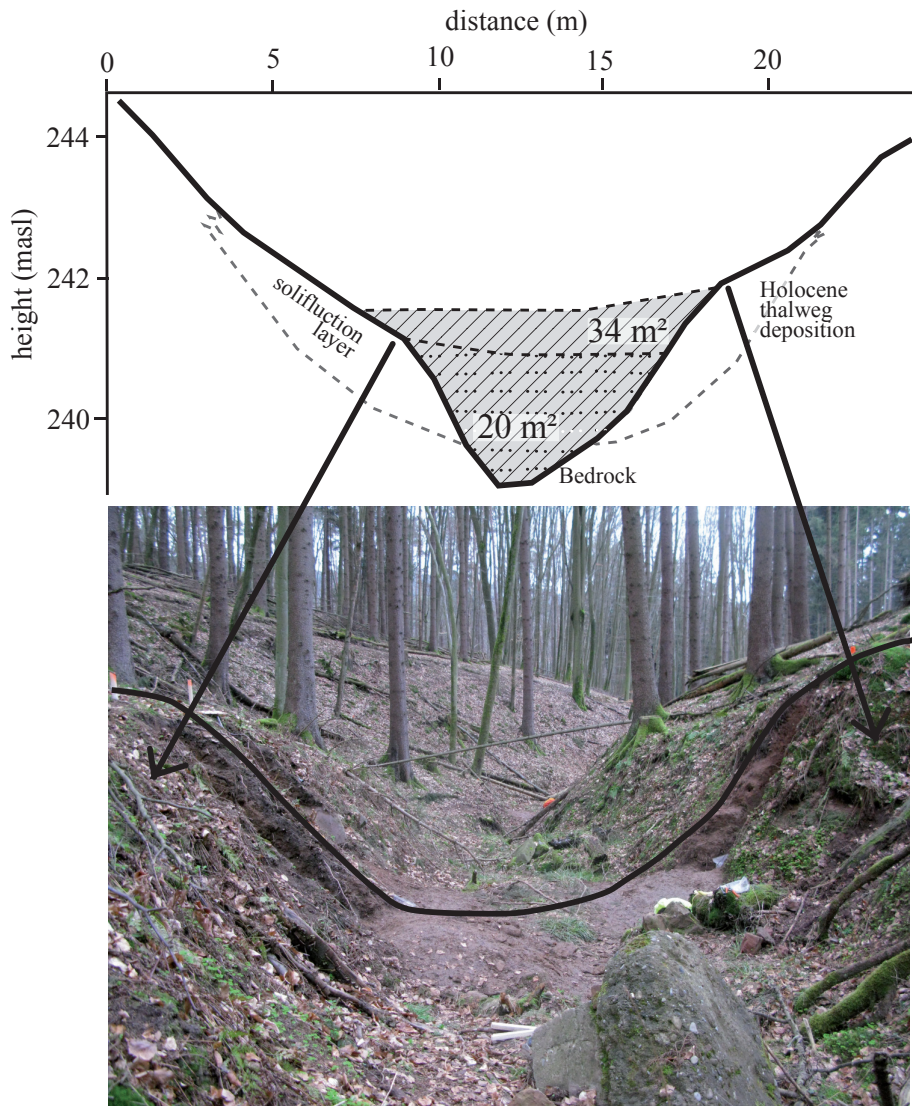 distance (m)
0 5 10 15 20
244
242
240
height (masl)
solifluction
layer
34 m²
Holocene
thalweg
deposition
20 m²
Bedrock